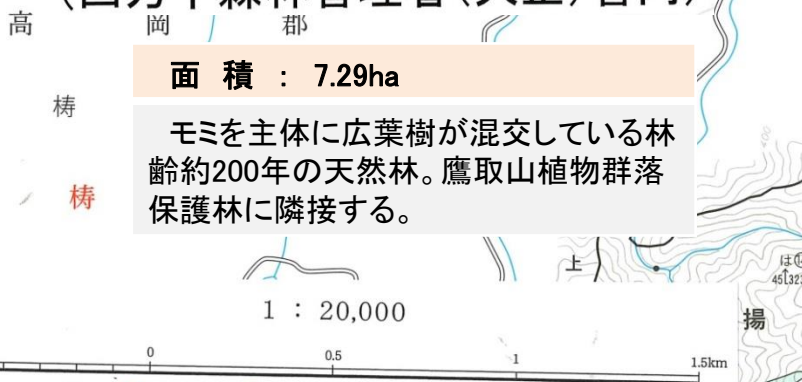 高 岡 郡
面 積 : 7.29ha
梼
モミを主体に広葉樹が混交している林
齢約200年の天然林。鷹取山植物群落
保護林に隣接する。
梼
上
1 : 20,000
揚
0 0.5 1 1.5km